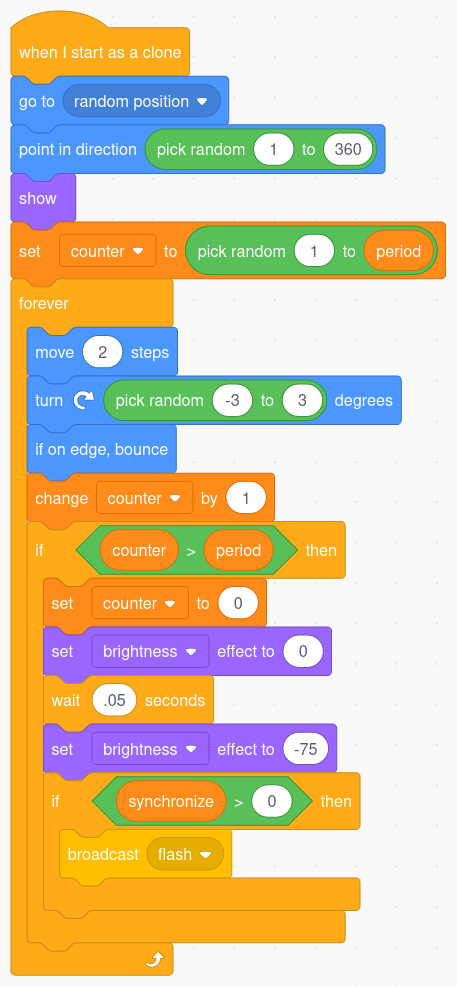 when I start as a clone
go to random position
point in direction pick random 1 to 360
show
set counter to pick random 1 to period
forever
move 2 steps
turn pick random -3 to 3 degrees
if on edge, bounce
change counter by 1
if counter > period then
set counter to 0
set brightness effect to 0
wait .05 seconds
set brightness effect to -75
if synchronize > 0 then
broadcast flash